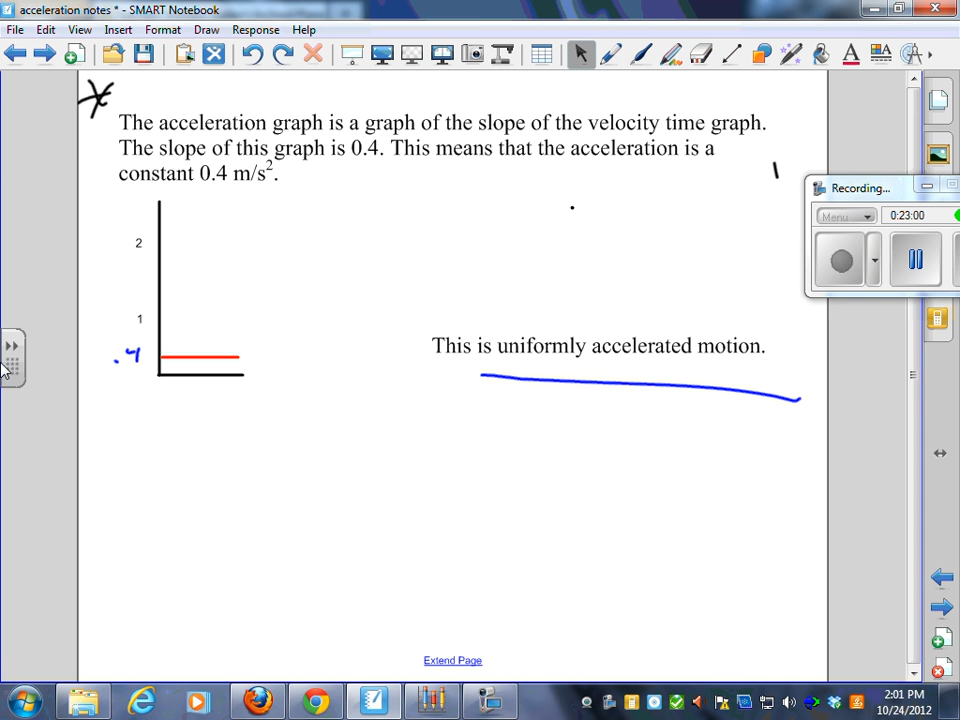 acceleration notes * - SMART Notebook
File Edit View Insert Format Draw Response Help
The acceleration graph is a graph of the slope of the velocity time graph.
The slope of this graph is 0.4. This means that the acceleration is a
constant 0.4 m/s².
Recording...
Menu
0:23:00
2
1
.4
This is uniformly accelerated motion.
Extend Page
2:01 PM
10/24/2012